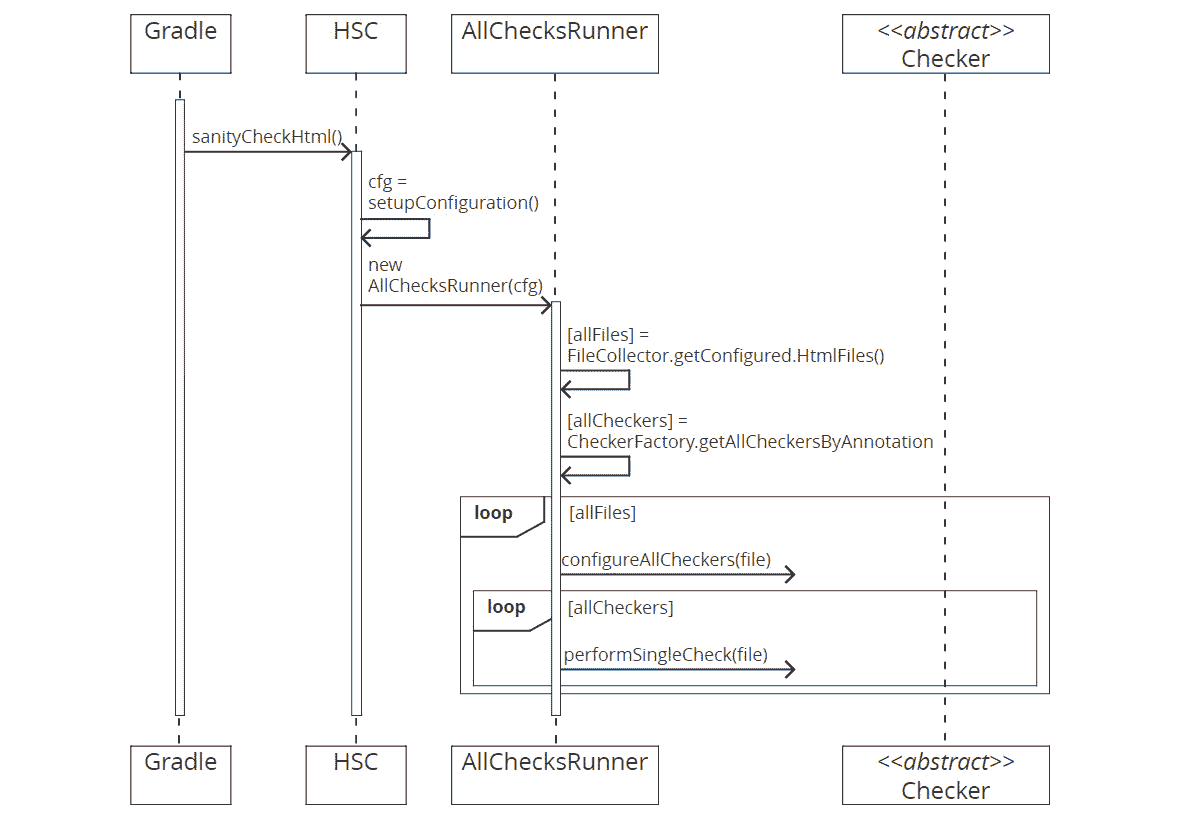 Gradle
HSC
AllChecksRunner
<<abstract>>
Checker
sanityCheckHtml()
cfg =
setupConfiguration()
new
AllChecksRunner(cfg)
[allFiles] =
FileCollector.getConfigured.HtmlFiles()
[allCheckers] =
CheckerFactory.getAllCheckersByAnnotation
loop
[allFiles]
configureAllCheckers(file)
loop
[allCheckers]
performSingleCheck(file)
Gradle
HSC
AllChecksRunner
<<abstract>>
Checker